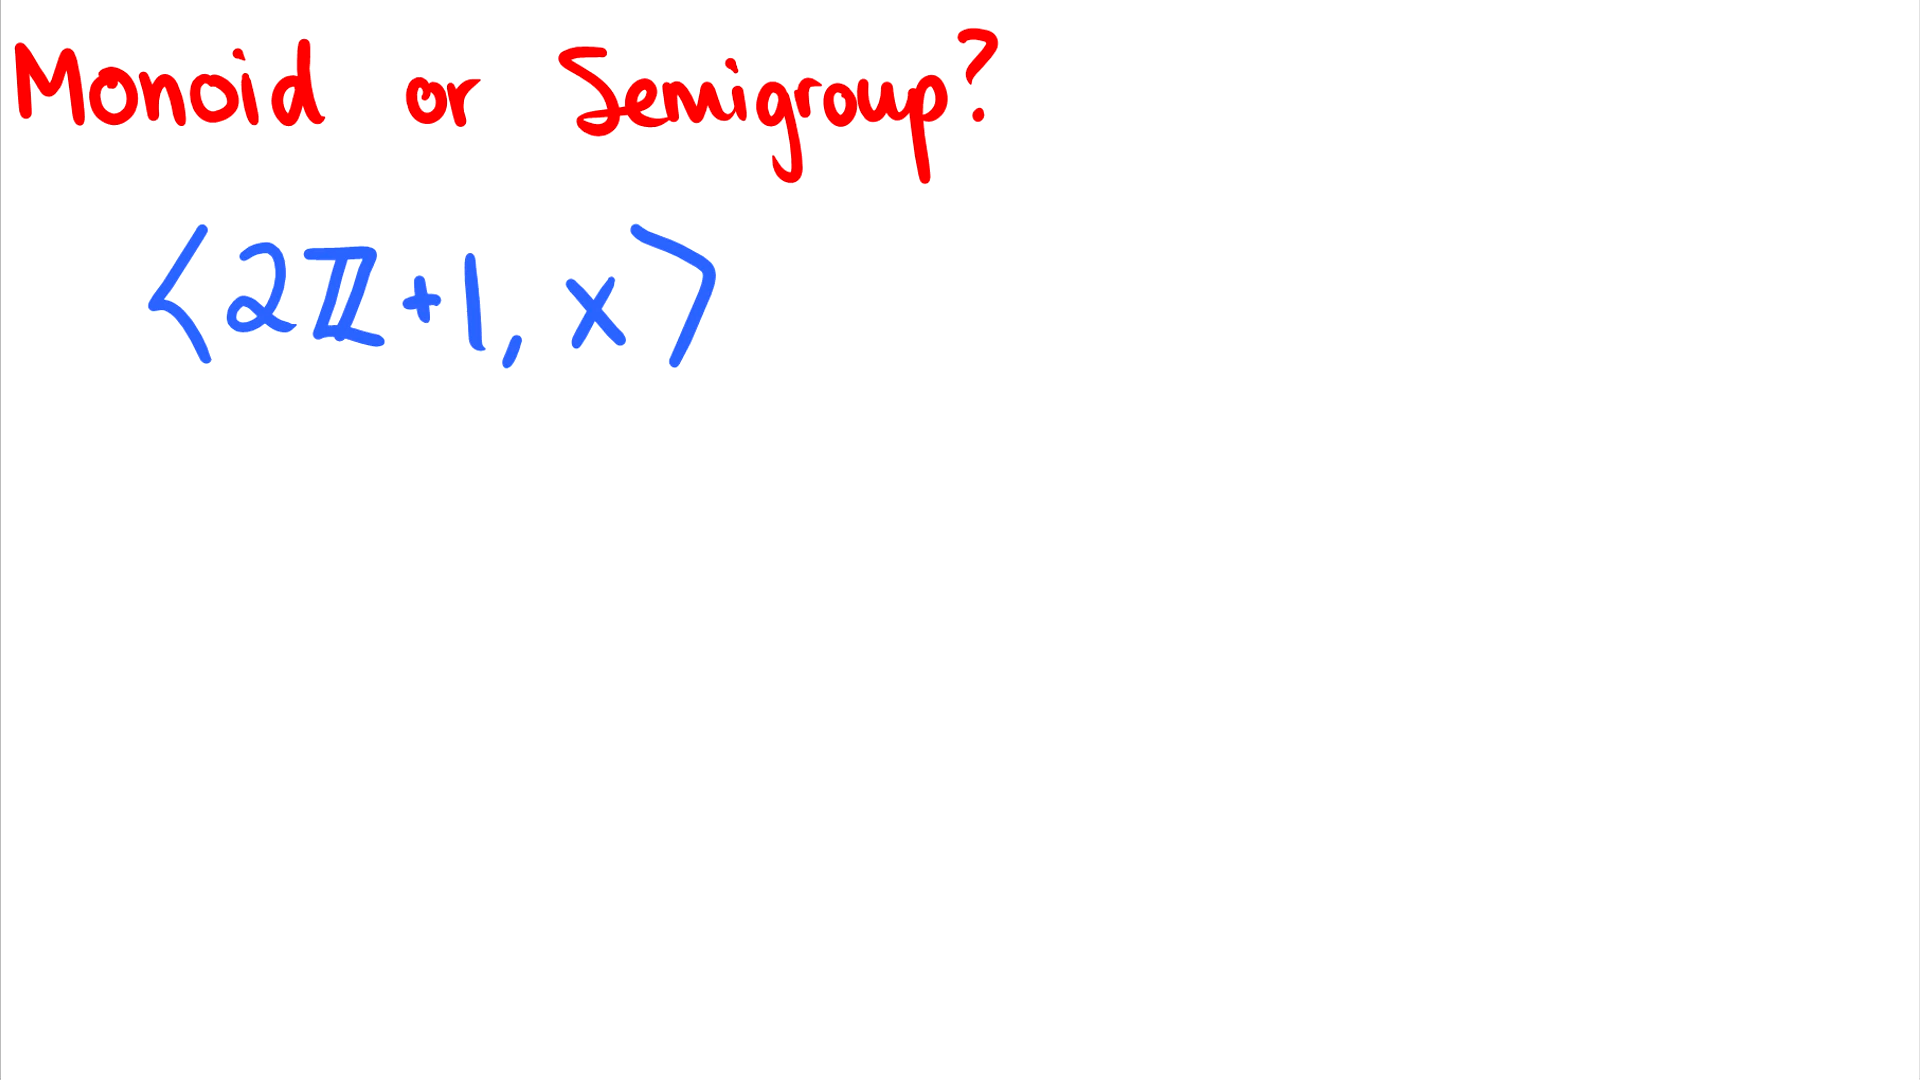 Monoid or Semigroup?
⟨2ℤ+1, x⟩